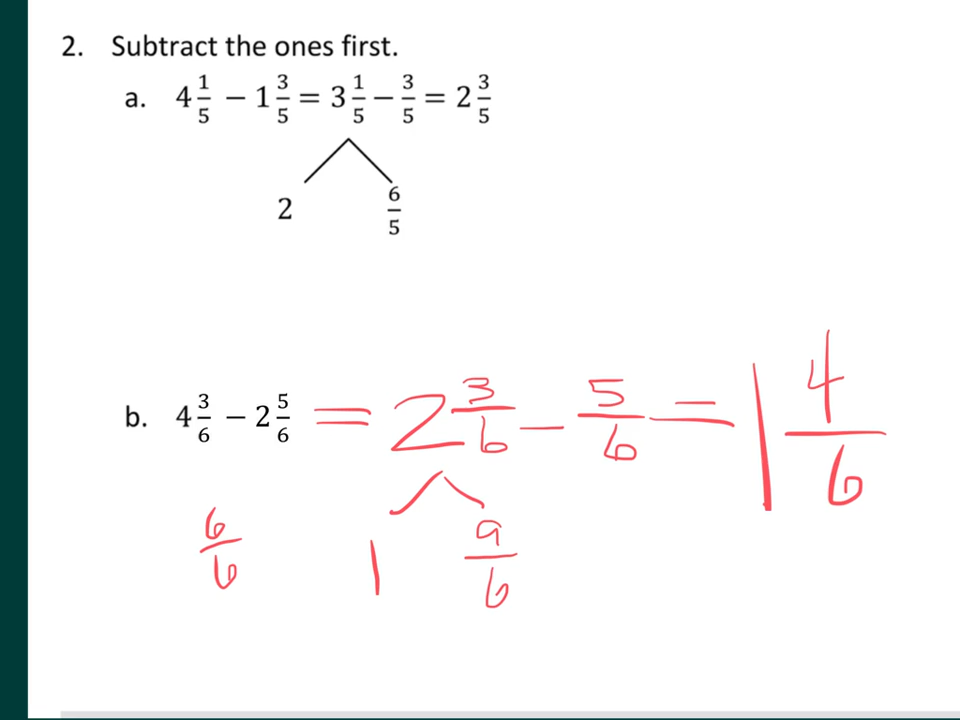 2. Subtract the ones first.
a. 4 1/5 − 1 3/5 = 3 1/5 − 3/5 = 2 3/5
2 6/5
b. 4 3/6 − 2 5/6 = 2 3/6 − 5/6 = 1 4/6
6/6 1 9/6